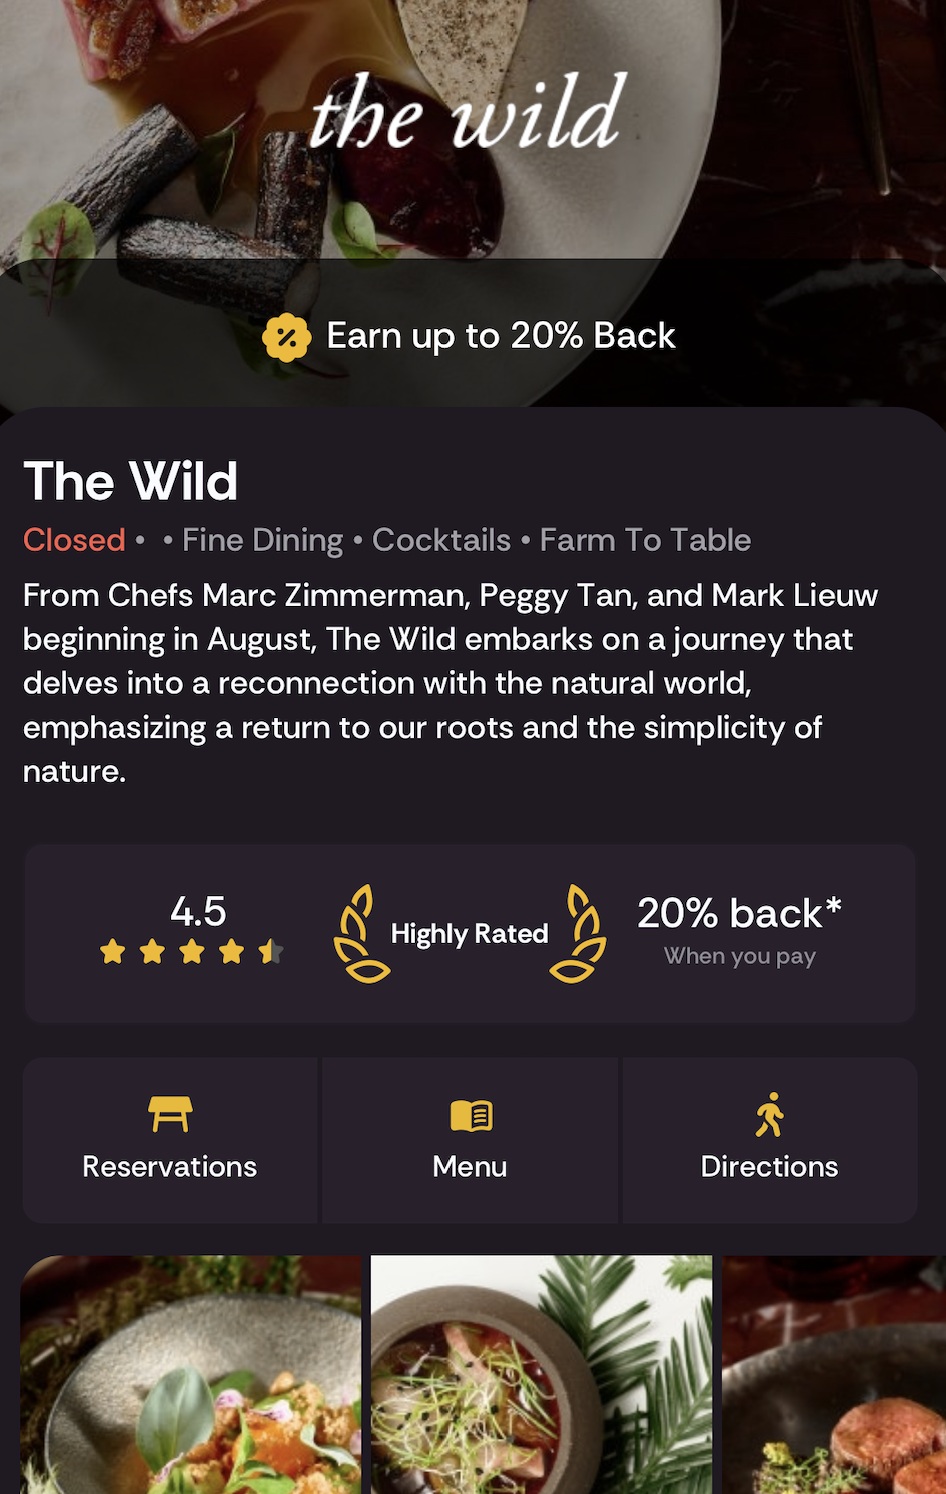 the wild
Earn up to 20% Back
The Wild
Closed • • Fine Dining • Cocktails • Farm To Table
From Chefs Marc Zimmerman, Peggy Tan, and Mark Lieuw
beginning in August, The Wild embarks on a journey that
delves into a reconnection with the natural world,
emphasizing a return to our roots and the simplicity of
nature.
4.5
Highly Rated
20% back*
When you pay
Reservations
Menu
Directions